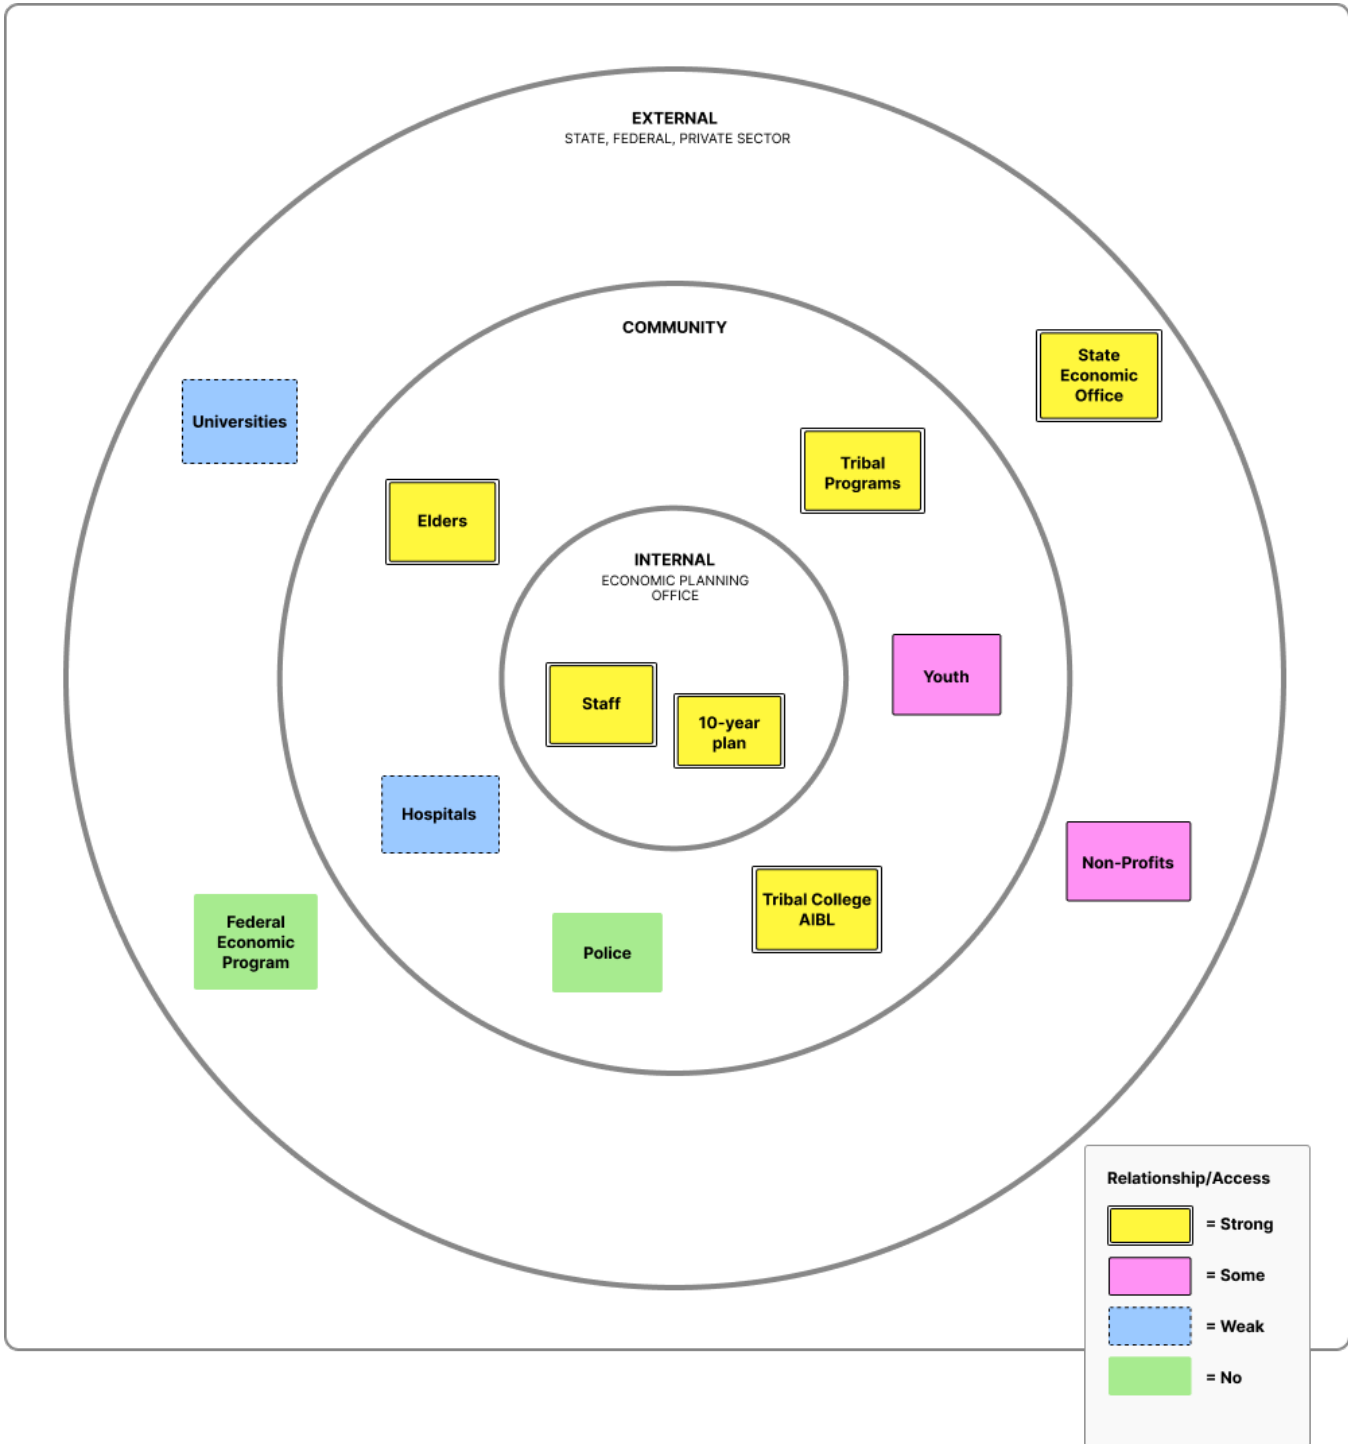 EXTERNAL
STATE, FEDERAL, PRIVATE SECTOR
COMMUNITY
State
Economic
Office
Universities
Tribal
Programs
Elders
INTERNAL
ECONOMIC PLANNING
OFFICE
Youth
Staff
10-year
plan
Hospitals
Non-Profits
Tribal College
AIBL
Federal
Economic
Program
Police
Relationship/Access
= Strong
= Some
= Weak
= No